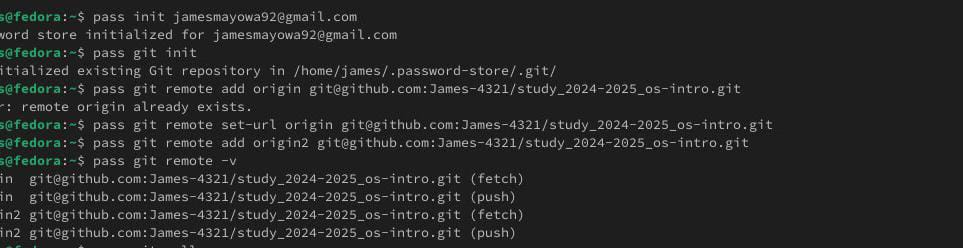 s@fedora:~$ pass init jamesmayowa92@gmail.com
word store initialized for jamesmayowa92@gmail.com
s@fedora:~$ pass git init
itialized existing Git repository in /home/james/.password-store/.git/
s@fedora:~$ pass git remote add origin git@github.com:James-4321/study_2024-2025_os-intro.git
r: remote origin already exists.
s@fedora:~$ pass git remote set-url origin git@github.com:James-4321/study_2024-2025_os-intro.git
s@fedora:~$ pass git remote add origin2 git@github.com:James-4321/study_2024-2025_os-intro.git
s@fedora:~$ pass git remote -v
in  git@github.com:James-4321/study_2024-2025_os-intro.git (fetch)
in  git@github.com:James-4321/study_2024-2025_os-intro.git (push)
in2 git@github.com:James-4321/study_2024-2025_os-intro.git (fetch)
in2 git@github.com:James-4321/study_2024-2025_os-intro.git (push)